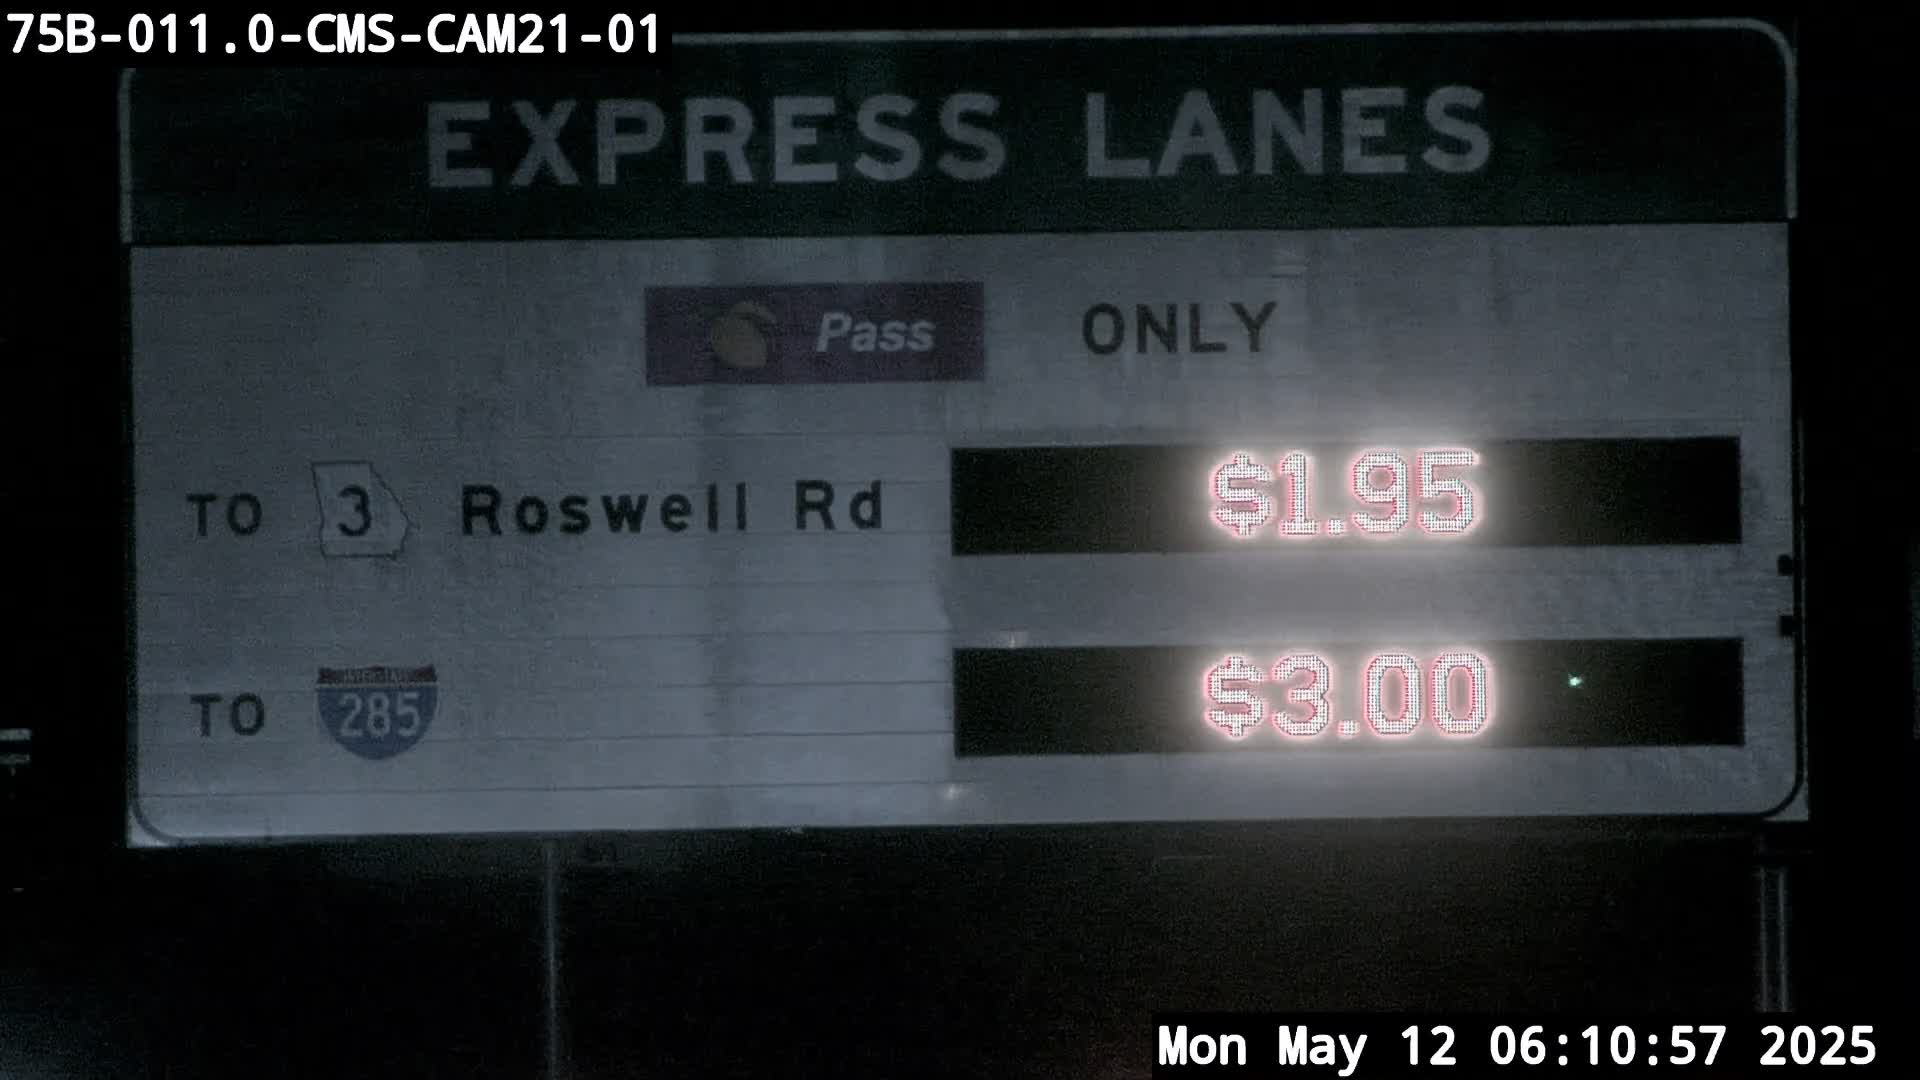 75B-011.0-CMS-CAM21-01
EXPRESS LANES
Pass ONLY
TO 3 Roswell Rd $1.95
TO 285 $3.00
Mon May 12 06:10:57 2025